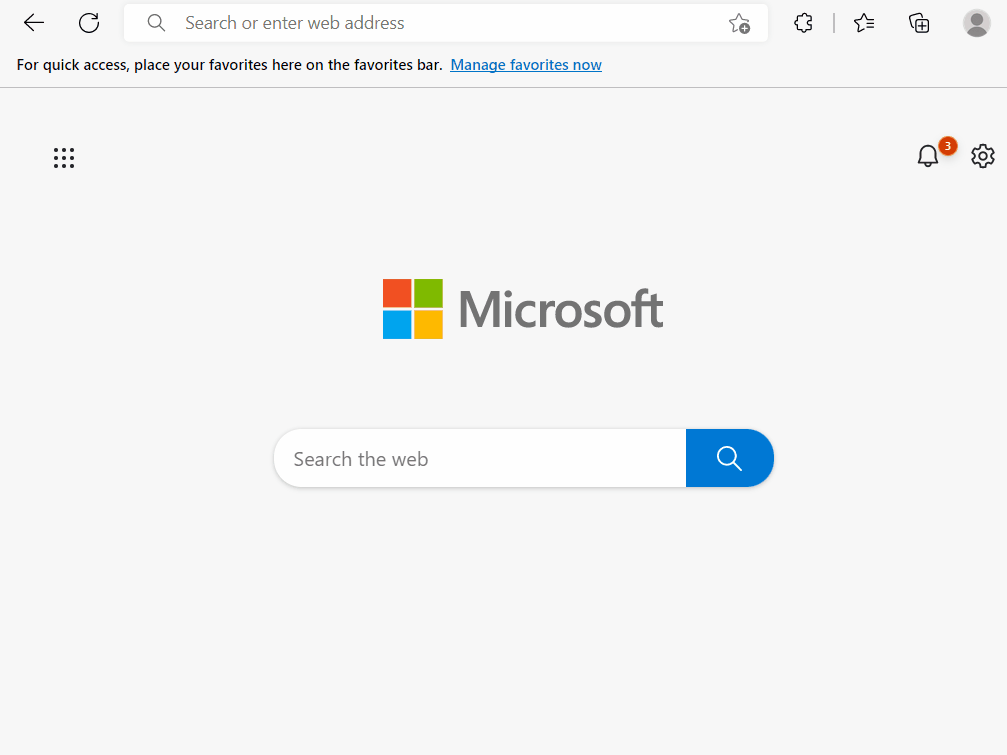 Search or enter web address
For quick access, place your favorites here on the favorites bar. Manage favorites now
3
Microsoft
Search the web